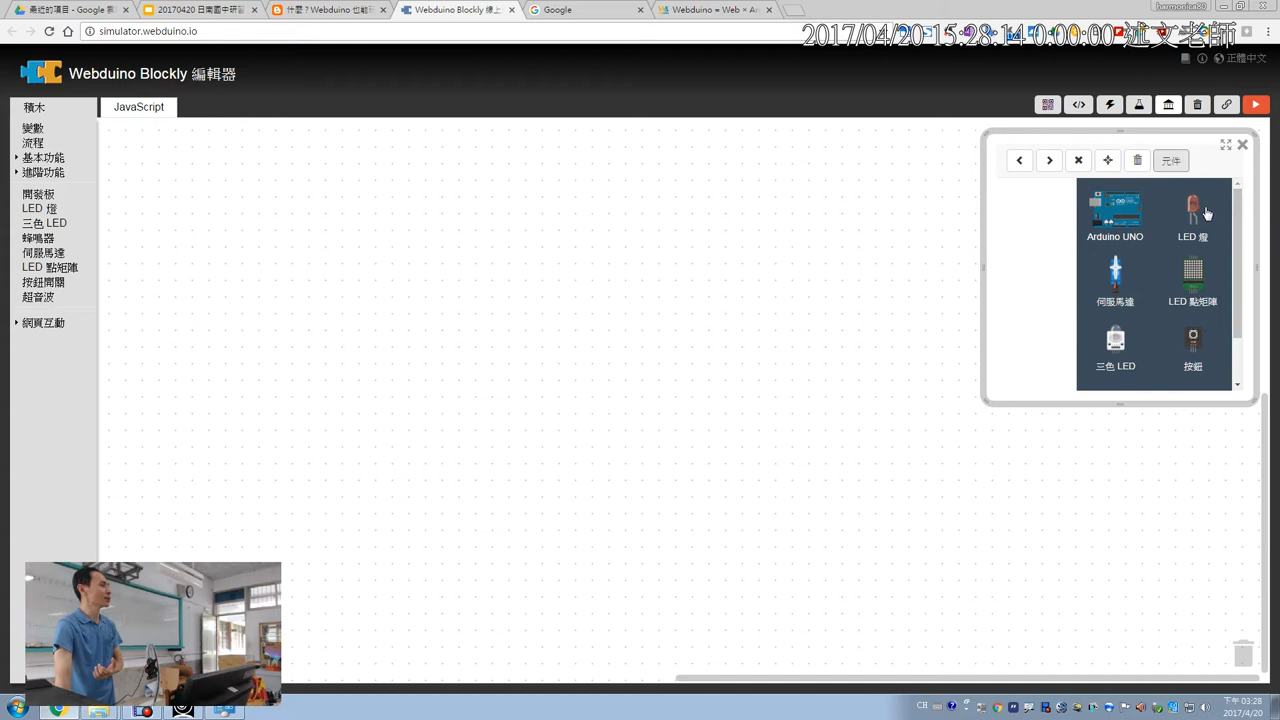 最近的項目 - Google 雲
20170420 日南國中研習
什麼？Webduino 也能玩
Webduino Blockly 線上
Google
Webduino = Web × Ar
harmonica80
simulator.webduino.io
2017/04/20 15:28:14 0:00:00 述文老師
Webduino Blockly 編輯器
正體中文
積木
JavaScript
變數
流程
基本功能
進階功能
開發板
LED 燈
三色 LED
蜂鳴器
伺服馬達
LED 點矩陣
按鈕開關
超音波
網頁互動
元件
Arduino UNO
LED 燈
伺服馬達
LED 點矩陣
三色 LED
按鈕
CH
下午 03:28
2017/4/20